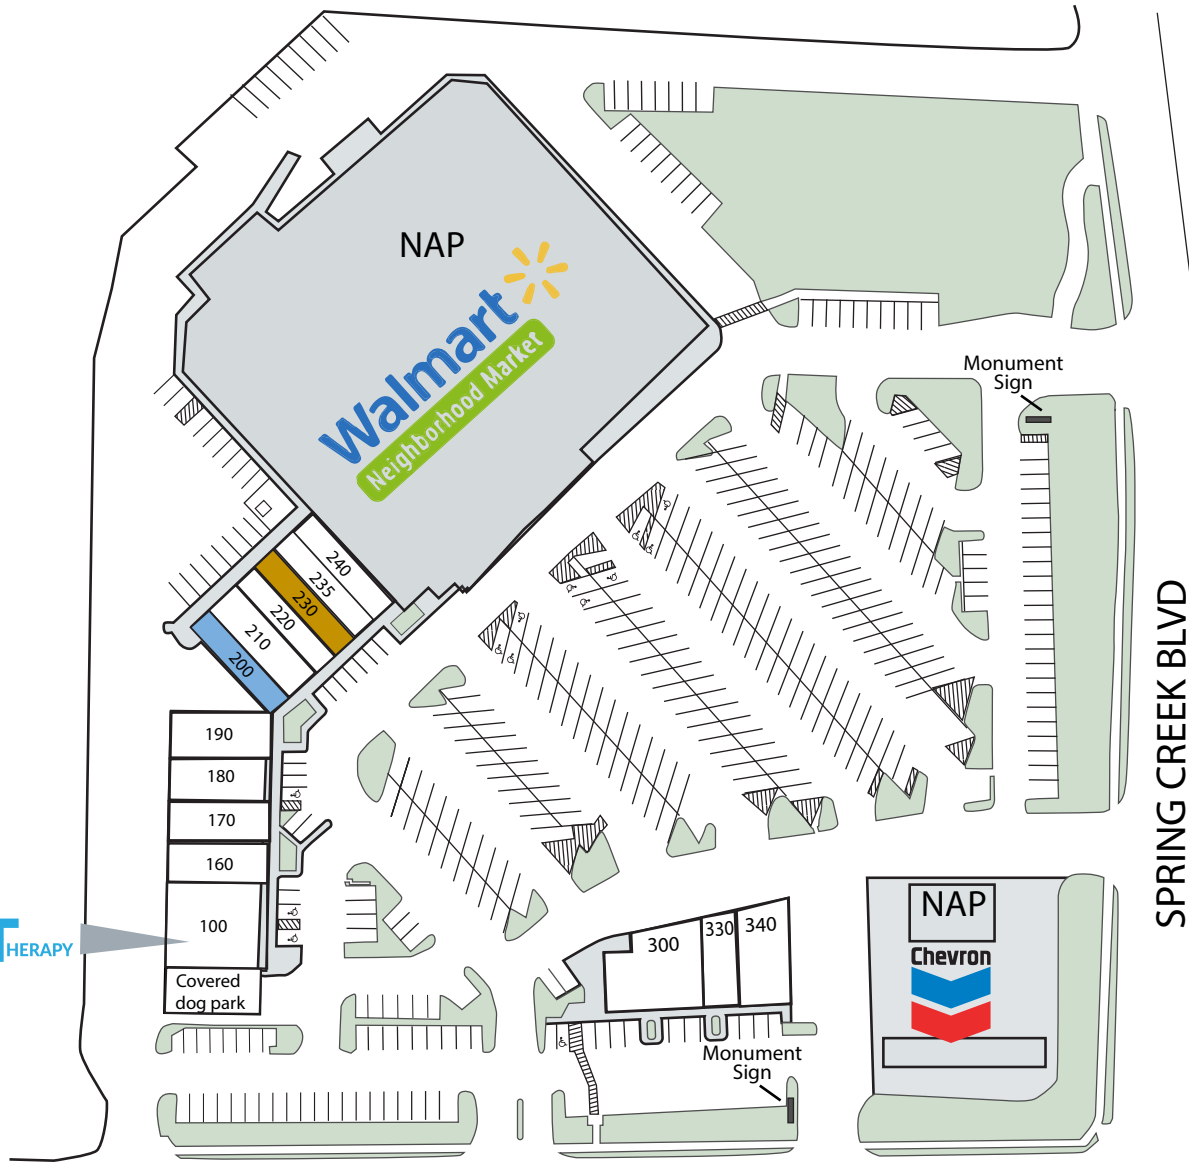 NAP
Walmart
Neighborhood Market
Monument
Sign
240
235
230
220
210
200
190
180
170
160
100
THERAPY
Covered
dog park
300
330
340
Monument
Sign
NAP
Chevron
SPRING CREEK BLVD